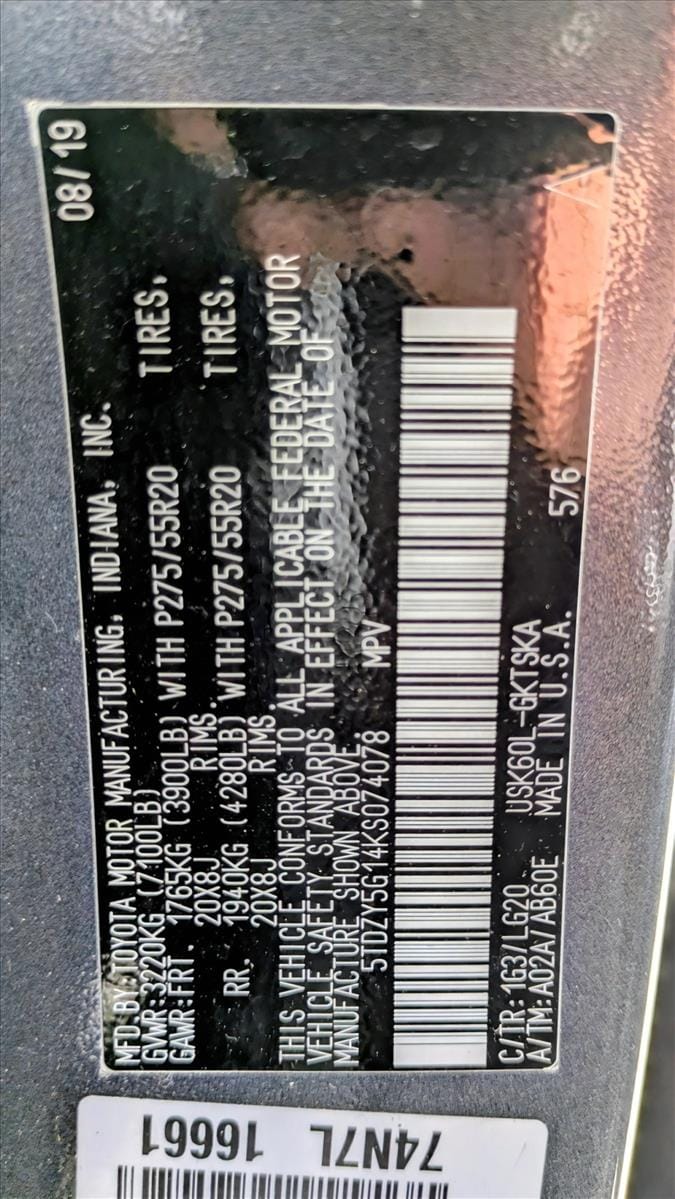 MFD BY:TOYOTA MOTOR MANUFACTURING, INDIANA, INC. 08/19
GVWR:3220KG (7100LB)
GAWR:FRT. 1765KG (3900LB) WITH P275/55R20 TIRES,
20X8J RIMS.
RR. 1940KG (4280LB) WITH P275/55R20 TIRES,
20X8J RIMS.
THIS VEHICLE CONFORMS TO ALL APPLICABLE FEDERAL MOTOR
VEHICLE SAFETY STANDARDS IN EFFECT ON THE DATE OF
MANUFACTURE SHOWN ABOVE.
5TDZY5G14KS074078 MPV
C/TR:1G3/LG20 USK60L-GKTSKA
A/TM:A02A/AB60E MADE IN U.S.A. 576
74N7L
16661